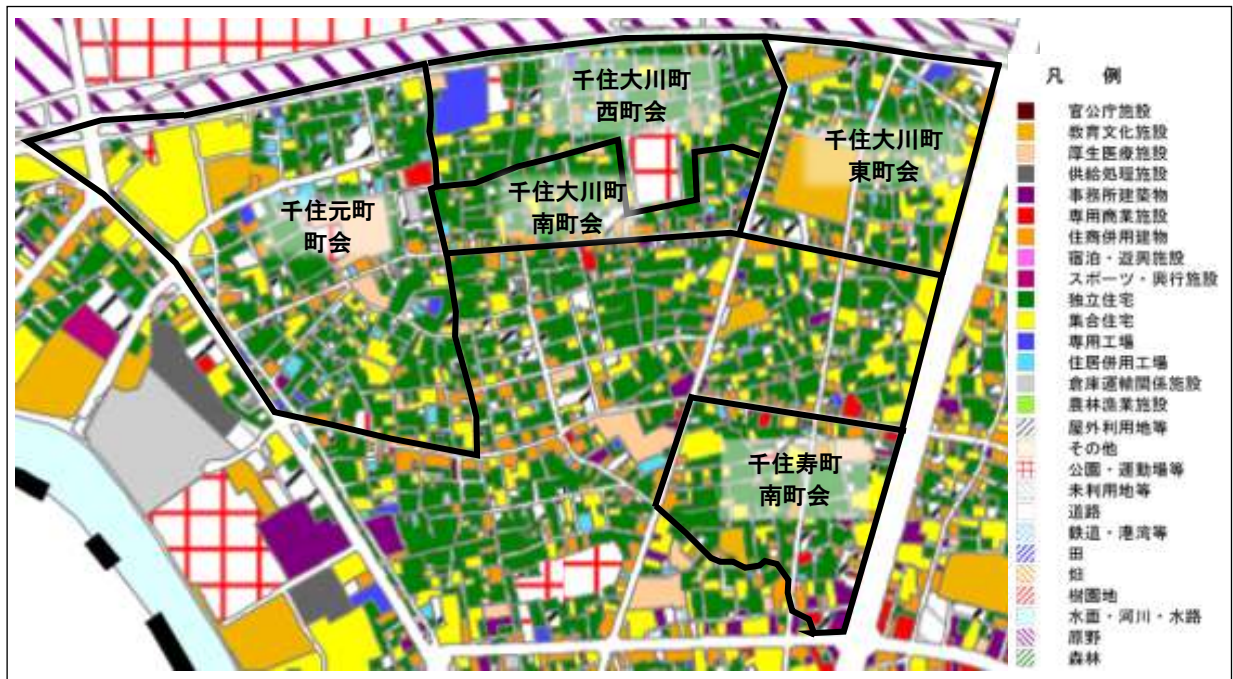 千住大川町
西町会
千住大川町
東町会
千住大川町
南町会
千住元町
町会
千住寿町
南町会
凡 例
官公庁施設
教育文化施設
厚生医療施設
供給処理施設
事務所建築物
専用商業施設
住商併用建物
宿泊・遊興施設
スポーツ・興行施設
独立住宅
集合住宅
専用工場
住居併用工場
倉庫運輸関係施設
農林漁業施設
屋外利用地等
その他
公園・運動場等
未利用地等
道路
鉄道・港湾等
田
畑
樹園地
水面・河川・水路
原野
森林